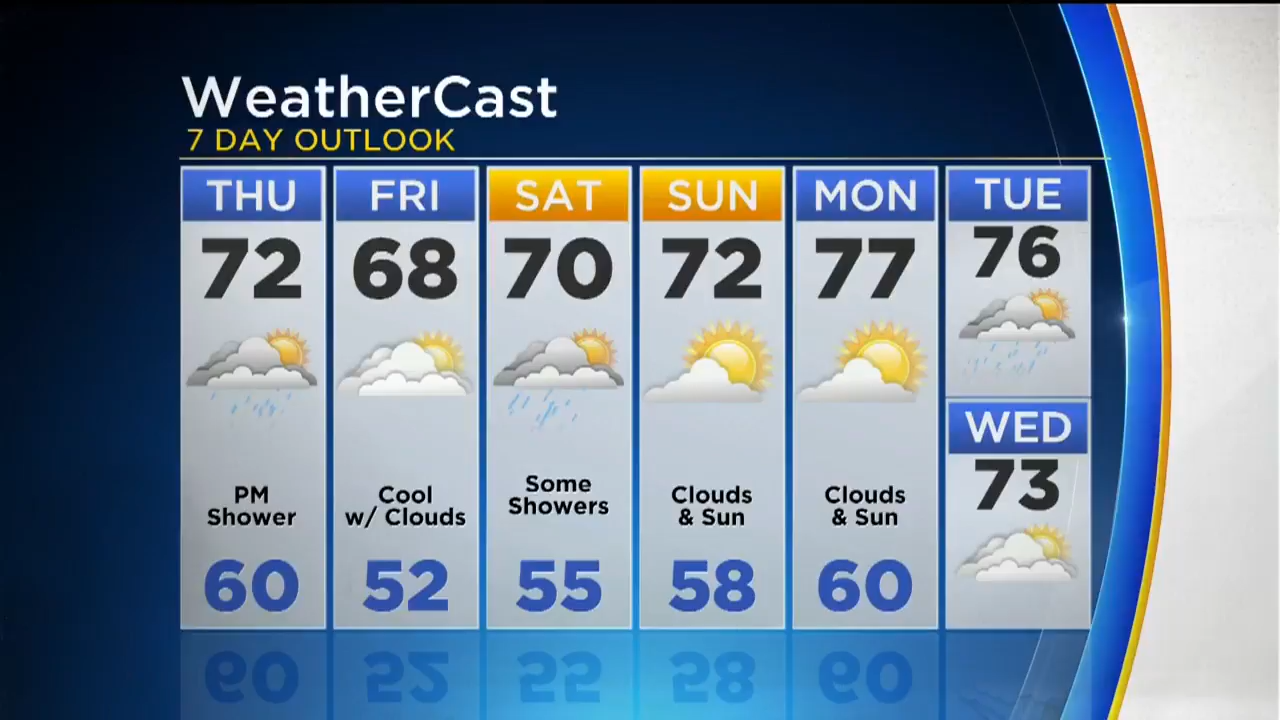 WeatherCast
7 DAY OUTLOOK
THU
72
PM
Shower
60
FRI
68
Cool
w/ Clouds
52
SAT
70
Some
Showers
55
SUN
72
Clouds
& Sun
58
MON
77
Clouds
& Sun
60
TUE
76
WED
73